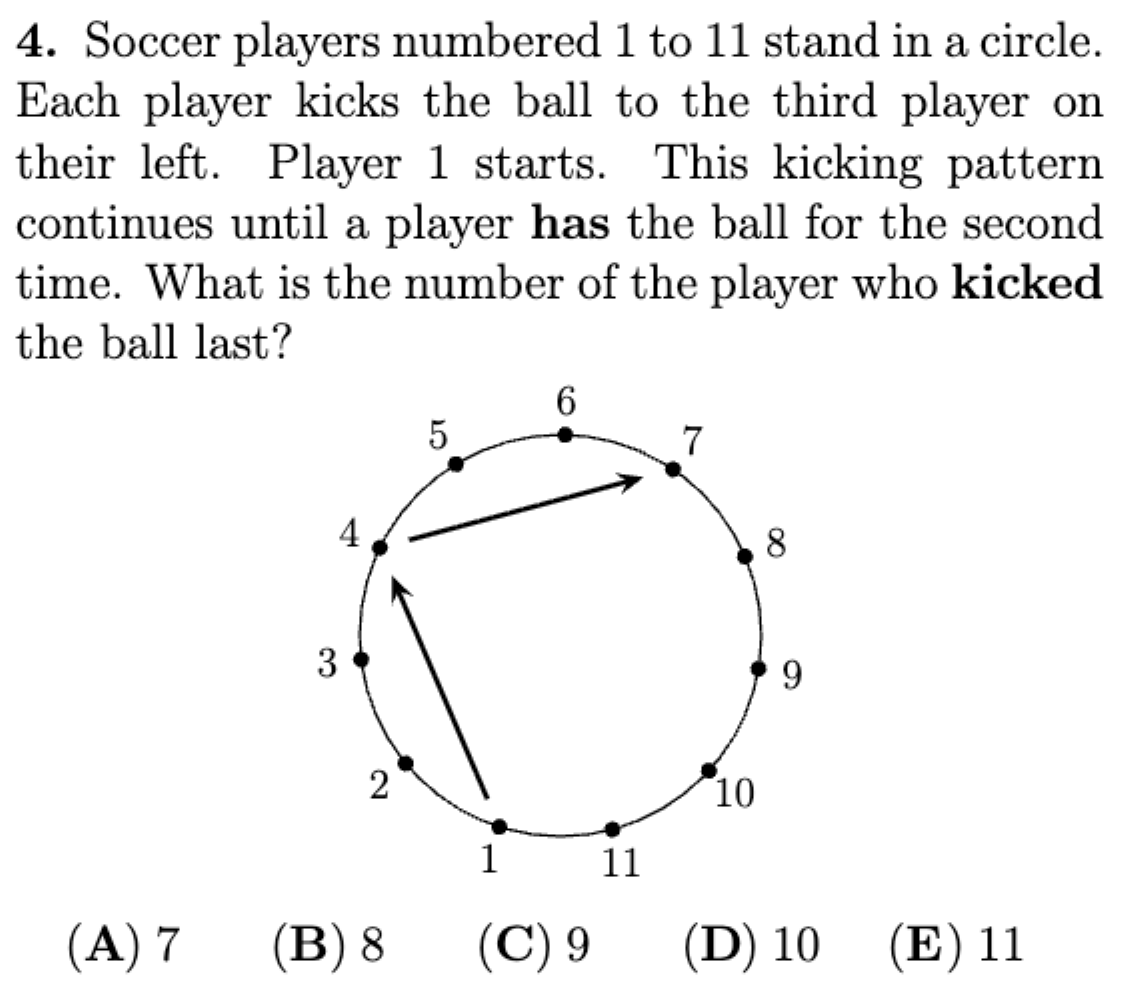 4. Soccer players numbered 1 to 11 stand in a circle.
Each player kicks the ball to the third player on
their left. Player 1 starts. This kicking pattern
continues until a player has the ball for the second
time. What is the number of the player who kicked
the ball last?
6
5
7
4
8
3
9
2
10
1
11
(A) 7 (B) 8 (C) 9 (D) 10 (E) 11